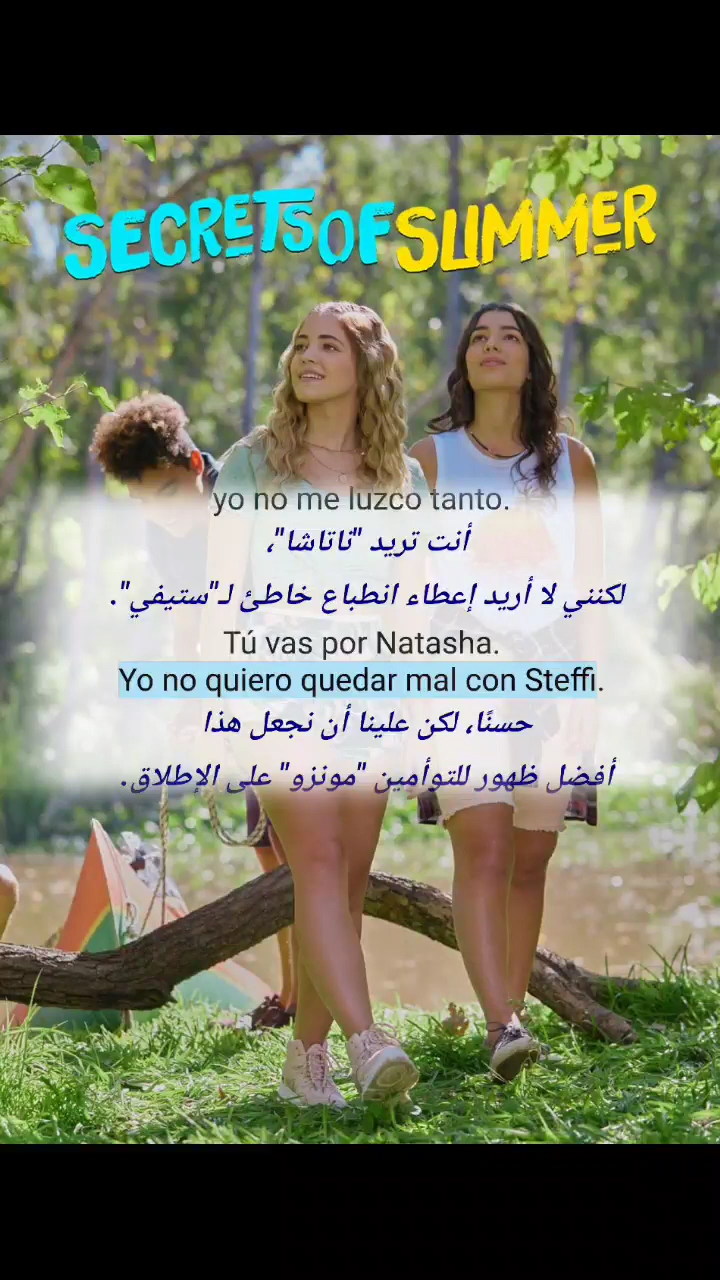 SECRETS OF SUMMER
yo no me luzco tanto.
أنت تريد "ناتاشا"،
لكنني لا أريد إعطاء انطباع خاطئ لـ"ستيفي".
Tú vas por Natasha.
Yo no quiero quedar mal con Steffi.
حسنًا، لكن علينا أن نجعل هذا
أفضل ظهور للتوأمين "مونزو" على الإطلاق.